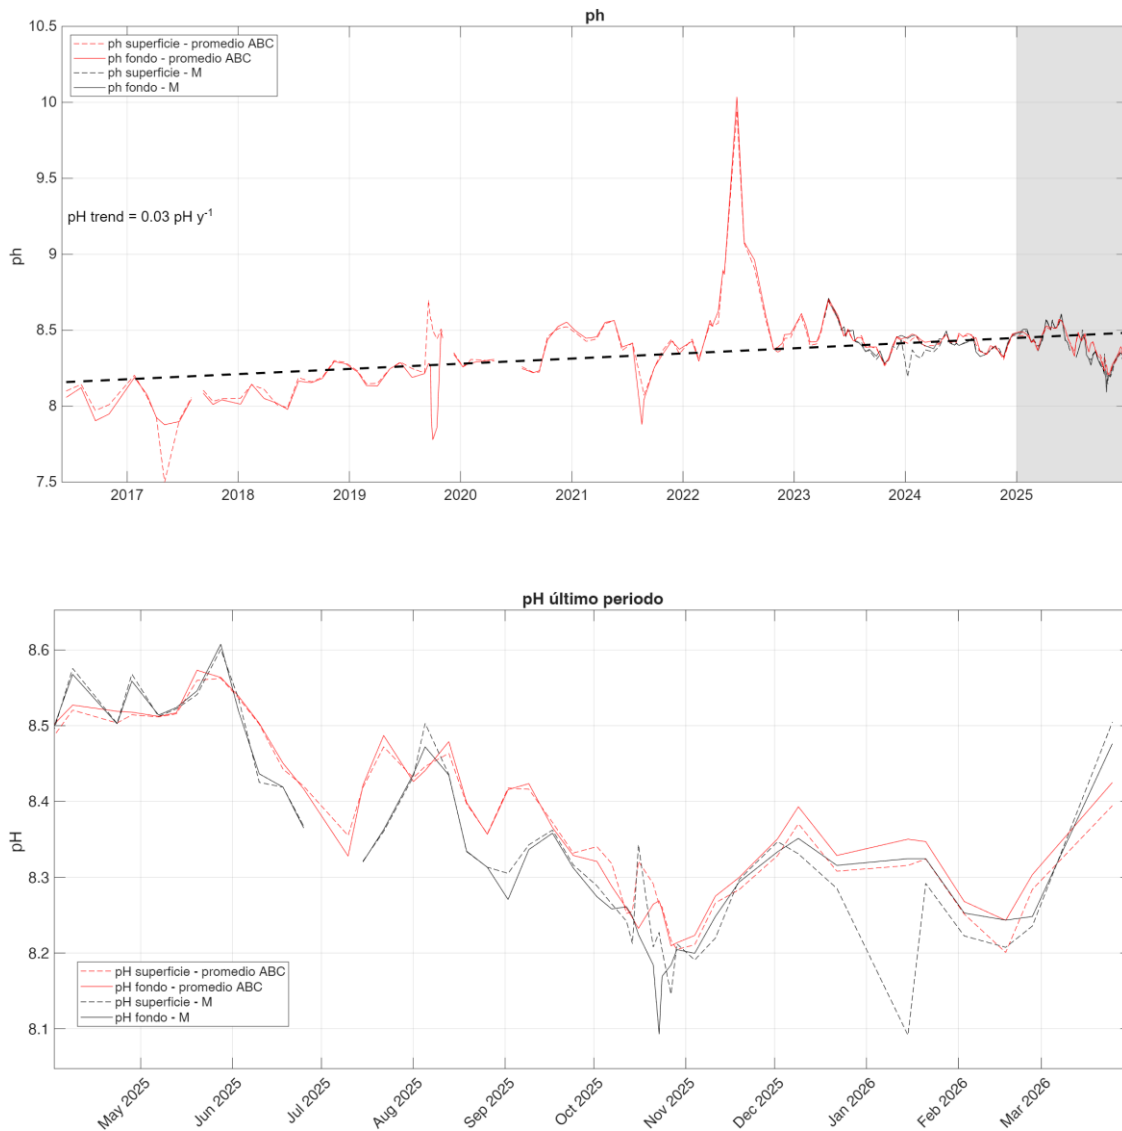 ph
10.5
10
9.5
9
8.5
8
7.5
ph
ph superficie - promedio ABC
ph fondo - promedio ABC
ph superficie - M
ph fondo - M
pH trend = 0.03 pH y⁻¹
2017 2018 2019 2020 2021 2022 2023 2024 2025
pH último periodo
8.6
8.5
8.4
8.3
8.2
8.1
pH
pH superficie - promedio ABC
pH fondo - promedio ABC
pH superficie - M
pH fondo - M
May 2025 Jun 2025 Jul 2025 Aug 2025 Sep 2025 Oct 2025 Nov 2025 Dec 2025 Jan 2026 Feb 2026 Mar 2026